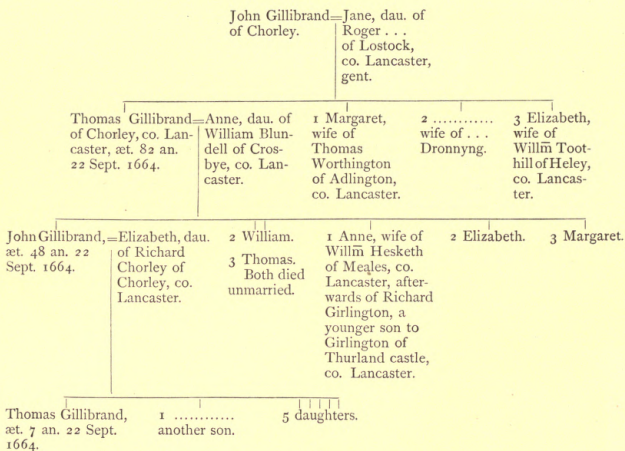 John Gillibrand=Jane, dau. of
of Chorley.
Roger . . .
of Lostock,
co. Lancaster,
gent.
Thomas Gillibrand=Anne, dau. of
of Chorley, co. Lan-
caster, æt. 82 an.
22 Sept. 1664.
William Blun-
dell of Cros-
bye, co. Lan-
caster.
1 Margaret,
wife of
Thomas
Worthington
of Adlington,
co. Lancaster.
2 ............
wife of . . .
Dronnyng.
3 Elizabeth,
wife of
Willm̅ Toot-
hill of Heley,
co. Lancas-
ter.
John Gillibrand,=Elizabeth, dau.
æt. 48 an. 22
Sept. 1664.
of Richard
Chorley of
Chorley, co.
Lancaster.
2 William.
3 Thomas.
Both died
unmarried.
1 Anne, wife of
Willm̅ Hesketh
of Meales, co.
Lancaster, after-
wards of Richard
Girlington, a
younger son to
Girlington of
Thurland castle,
co. Lancaster.
2 Elizabeth.
3 Margaret.
Thomas Gillibrand,
æt. 7 an. 22 Sept.
1664.
1 ............
another son.
5 daughters.